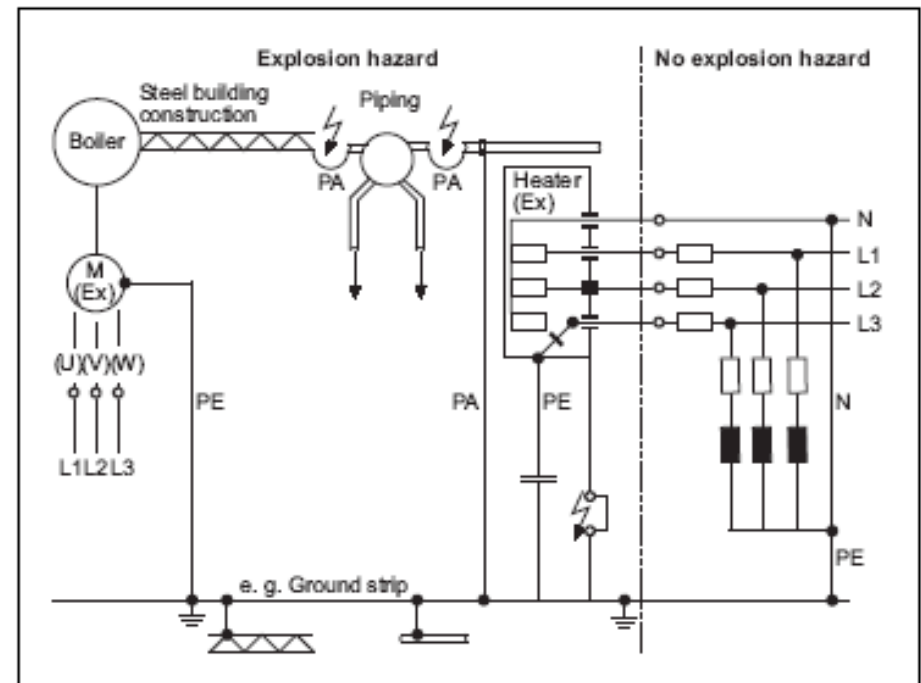 Explosion hazard
No explosion hazard
Steel building
construction
Piping
Boiler
PA
PA
Heater
(Ex)
N
L1
L2
L3
M
(Ex)
(U)(V)(W)
PE
PA
PE
N
L1L2L3
PE
e. g. Ground strip